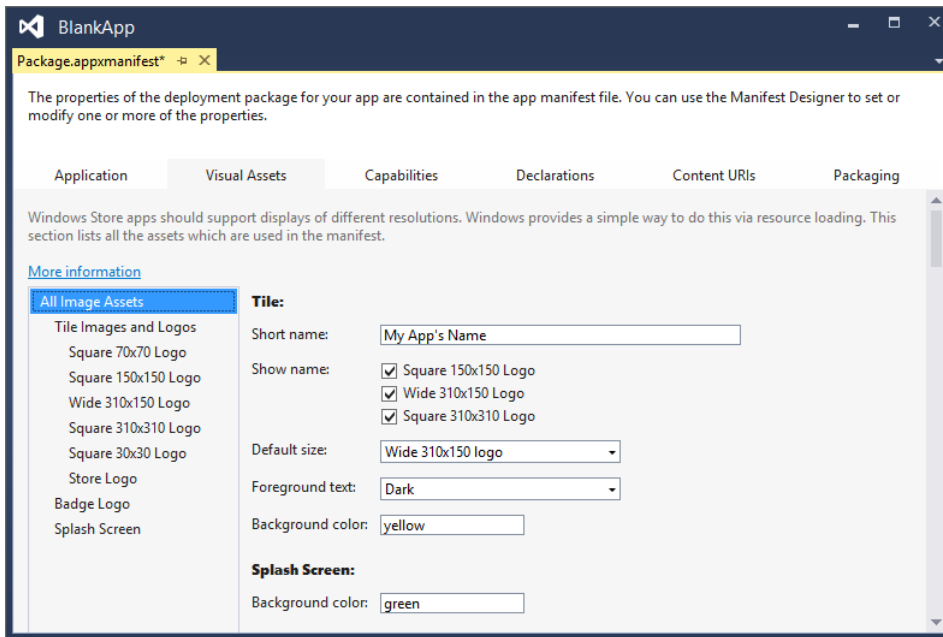 BlankApp
Package.appxmanifest*
The properties of the deployment package for your app are contained in the app manifest file. You can use the Manifest Designer to set or
modify one or more of the properties.
Application Visual Assets Capabilities Declarations Content URIs Packaging
Windows Store apps should support displays of different resolutions. Windows provides a simple way to do this via resource loading. This
section lists all the assets which are used in the manifest.
More information
All Image Assets
Tile Images and Logos
Square 70x70 Logo
Square 150x150 Logo
Wide 310x150 Logo
Square 310x310 Logo
Square 30x30 Logo
Store Logo
Badge Logo
Splash Screen
Tile:
Short name: My App's Name
Show name: Square 150x150 Logo
Wide 310x150 Logo
Square 310x310 Logo
Default size: Wide 310x150 logo
Foreground text: Dark
Background color: yellow
Splash Screen:
Background color: green